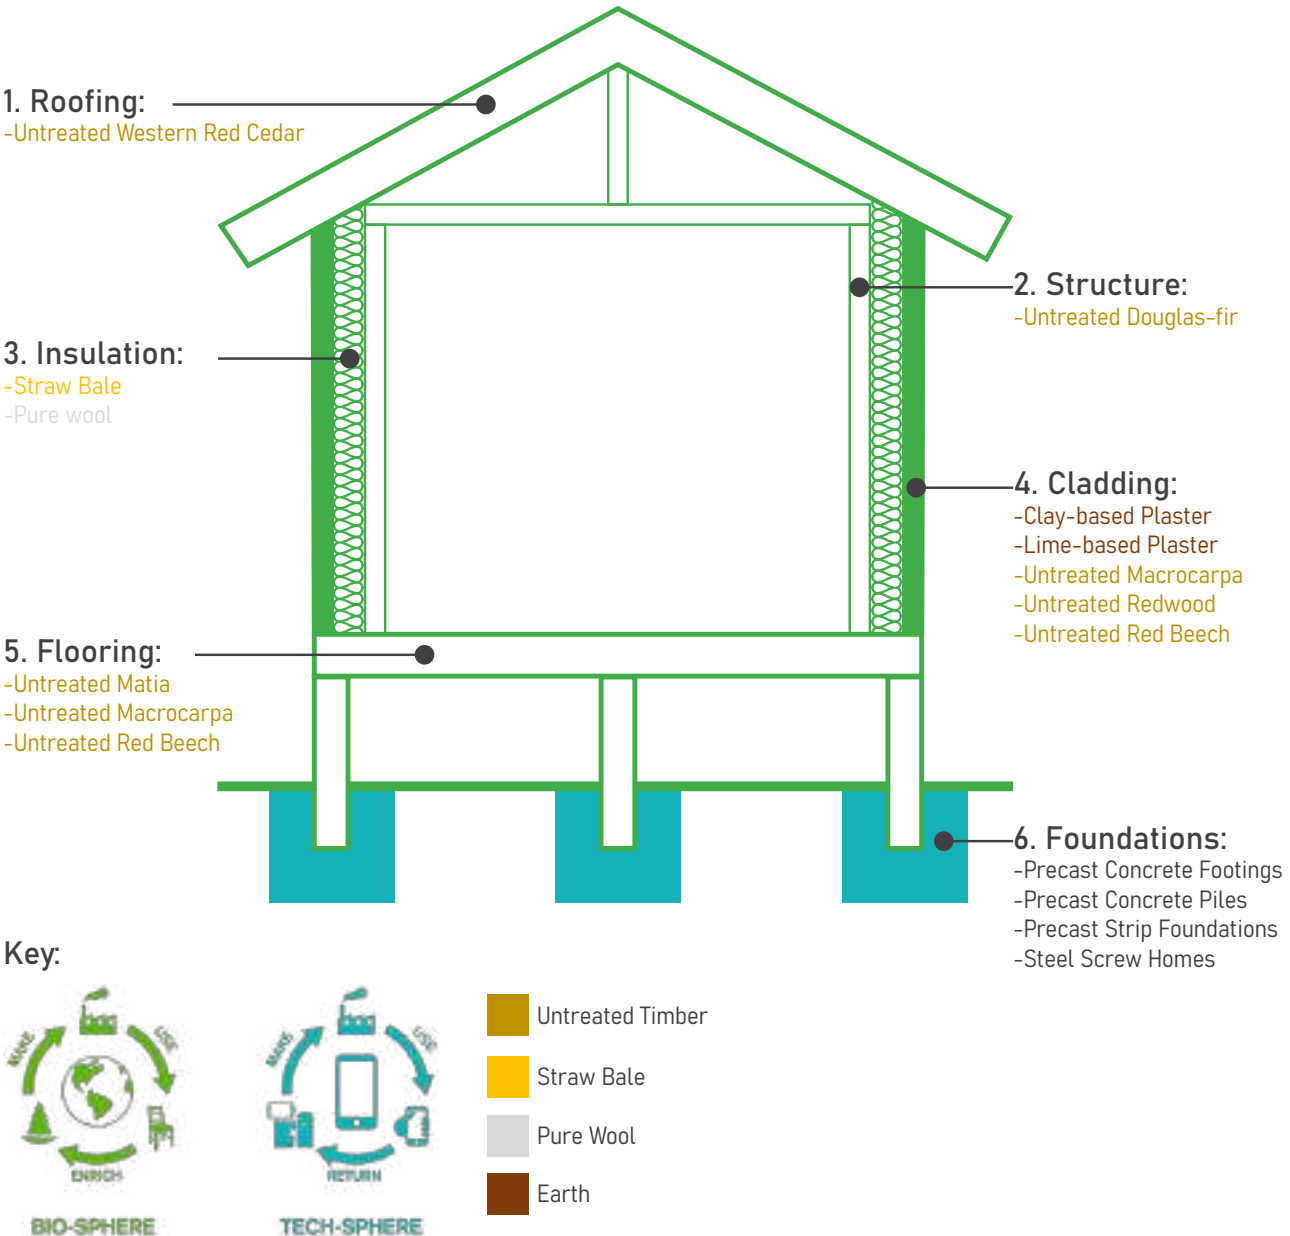 1. Roofing:
-Untreated Western Red Cedar
2. Structure:
-Untreated Douglas-fir
3. Insulation:
-Straw Bale
-Pure wool
4. Cladding:
-Clay-based Plaster
-Lime-based Plaster
-Untreated Macrocarpa
-Untreated Redwood
-Untreated Red Beech
5. Flooring:
-Untreated Matia
-Untreated Macrocarpa
-Untreated Red Beech
6. Foundations:
-Precast Concrete Footings
-Precast Concrete Piles
-Precast Strip Foundations
-Steel Screw Homes
Key:
MAKE
USE
ENRICH
BIO-SPHERE
MAKE
USE
RETURN
TECH-SPHERE
Untreated Timber
Straw Bale
Pure Wool
Earth